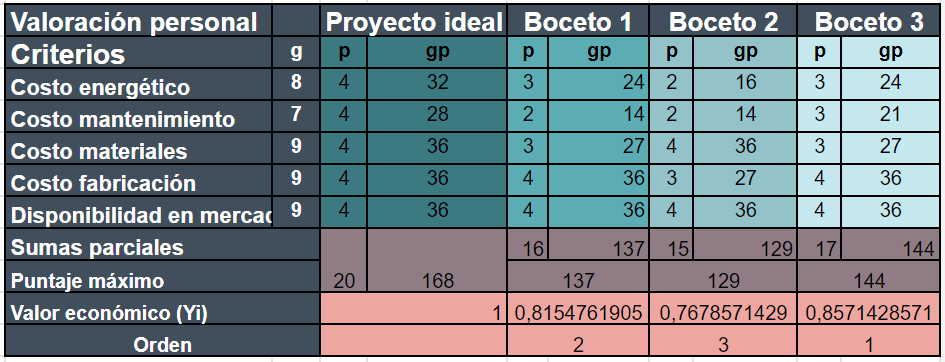 Valoración personal Proyecto ideal Boceto 1 Boceto 2 Boceto 3
Criterios g p gp p gp p gp p gp
Costo energético 8 4 32 3 24 2 16 3 24
Costo mantenimiento 7 4 28 2 14 2 14 3 21
Costo materiales 9 4 36 3 27 4 36 3 27
Costo fabricación 9 4 36 4 36 3 27 4 36
Disponibilidad en mercad 9 4 36 4 36 4 36 4 36
Sumas parciales 16 137 15 129 17 144
Puntaje máximo 20 168 137 129 144
Valor económico (Yi) 1 0,8154761905 0,7678571429 0,8571428571
Orden 2 3 1